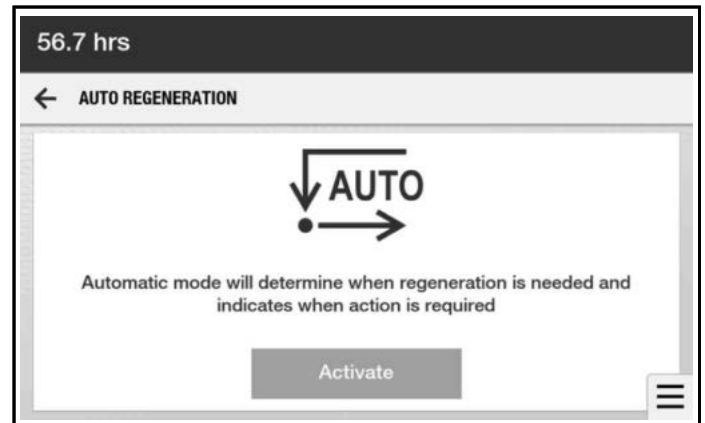 56.7 hrs
AUTO REGENERATION
AUTO
Automatic mode will determine when regeneration is needed and
indicates when action is required
Activate